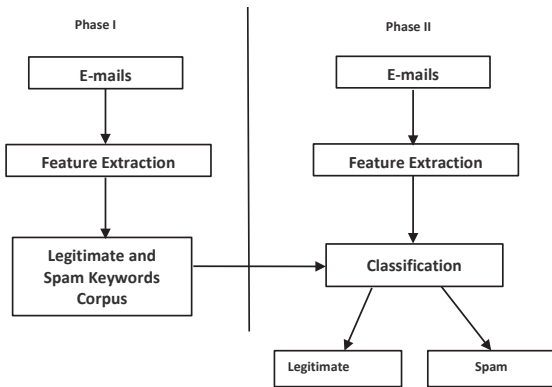 Phase I
E-mails
Feature Extraction
Legitimate and
Spam Keywords
Corpus
Phase II
E-mails
Feature Extraction
Classification
Legitimate
Spam